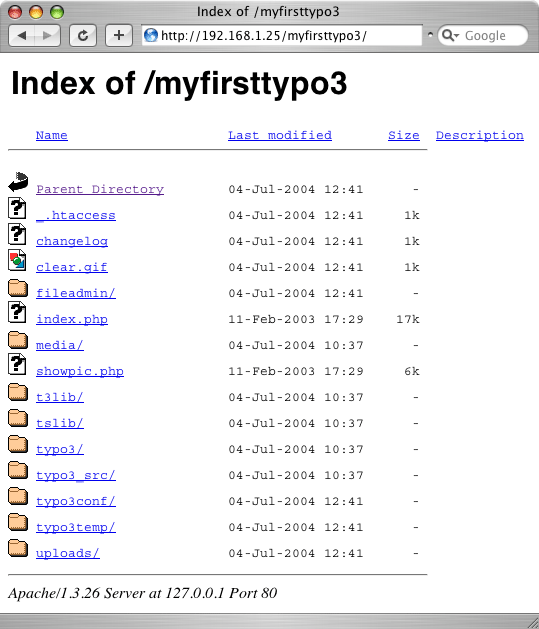 Index of /myfirsttypo3
http://192.168.1.25/myfirsttypo3/ Google
Index of /myfirsttypo3
Name Last modified Size Description
Parent Directory 04-Jul-2004 12:41 -
_.htaccess 04-Jul-2004 12:41 1k
changelog 04-Jul-2004 12:41 1k
clear.gif 04-Jul-2004 12:41 1k
fileadmin/ 04-Jul-2004 12:41 -
index.php 11-Feb-2003 17:29 17k
media/ 04-Jul-2004 10:37 -
showpic.php 11-Feb-2003 17:29 6k
t3lib/ 04-Jul-2004 10:37 -
tslib/ 04-Jul-2004 10:37 -
typo3/ 04-Jul-2004 10:37 -
typo3_src/ 04-Jul-2004 10:37 -
typo3conf/ 04-Jul-2004 12:41 -
typo3temp/ 04-Jul-2004 12:41 -
uploads/ 04-Jul-2004 12:41 -
Apache/1.3.26 Server at 127.0.0.1 Port 80